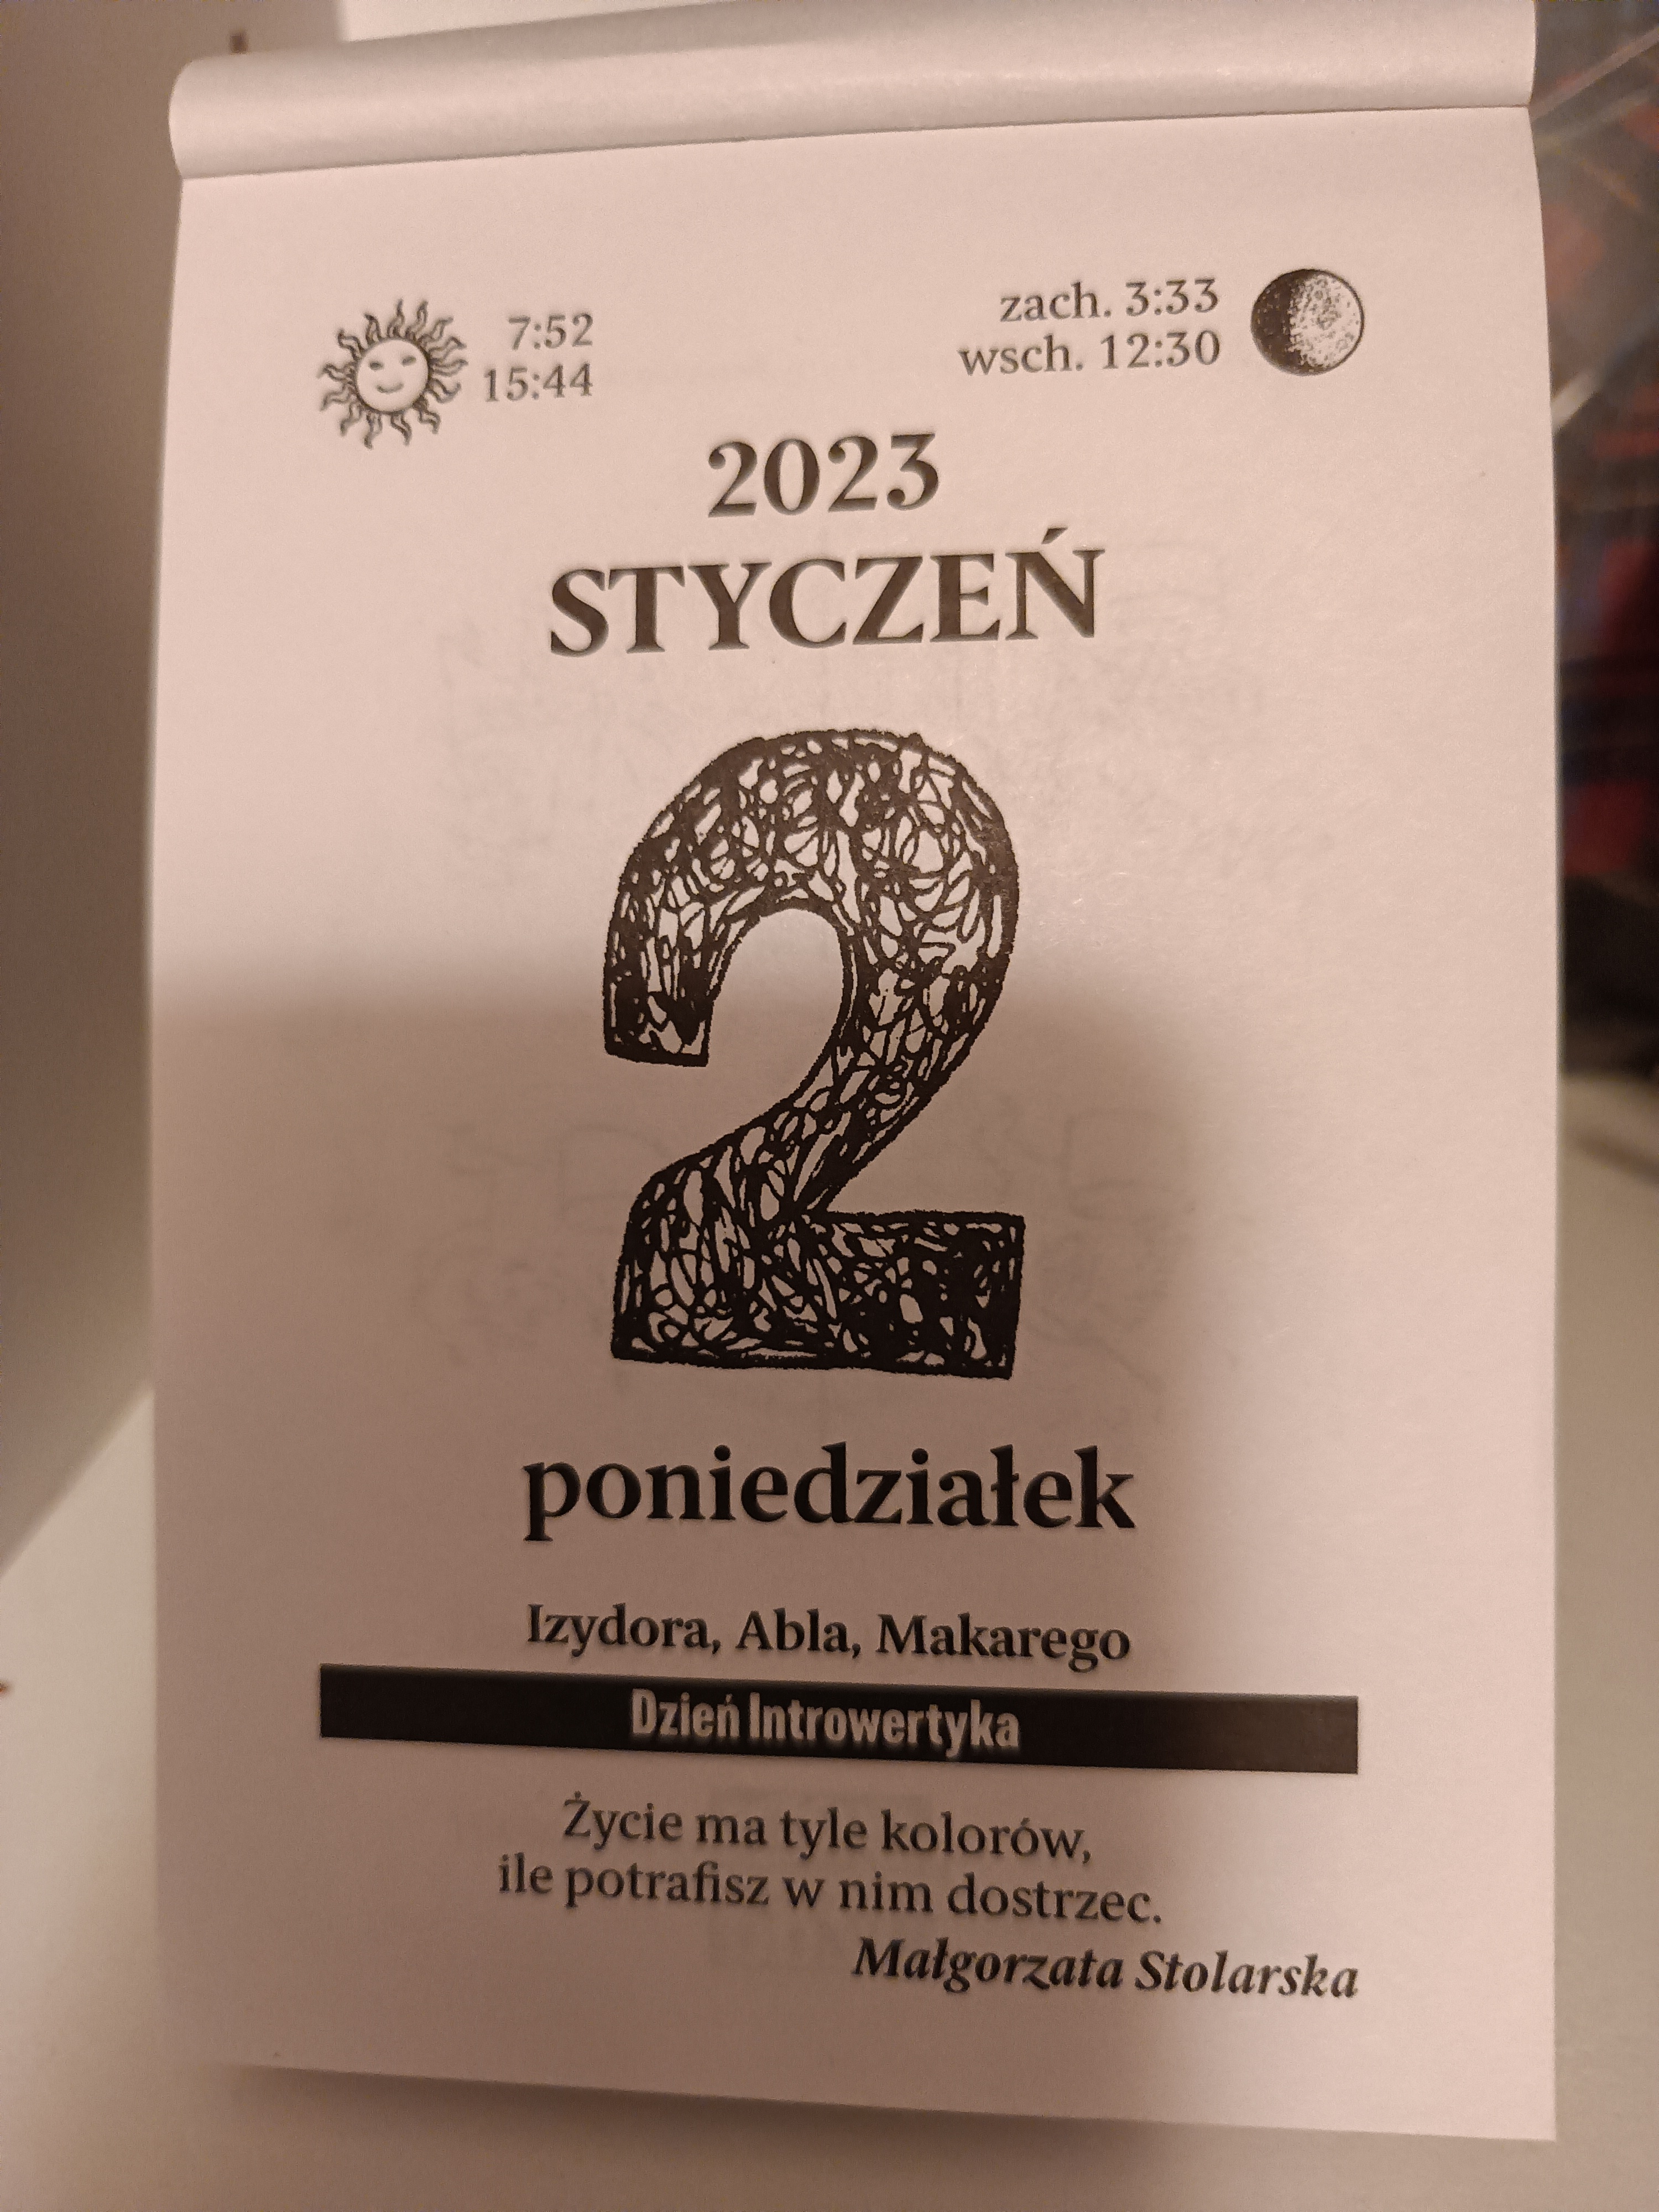 7:52
15:44
zach. 3:33
wsch. 12:30
2023
STYCZEŃ
2
poniedziałek
Izydora, Abla, Makarego
Dzień Introwertyka
Życie ma tyle kolorów,
ile potrafisz w nim dostrzec.
Małgorzata Stolarska